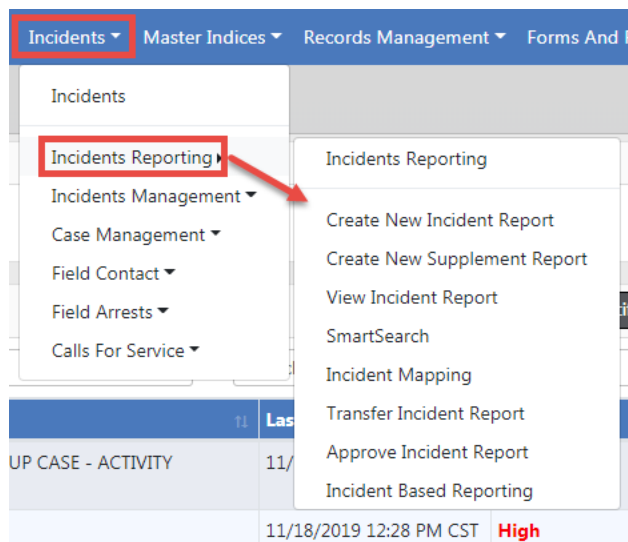 Incidents Master Indices Records Management Forms And
Incidents
Incidents Reporting
Incidents Management
Case Management
Field Contact
Field Arrests
Calls For Service
Incidents Reporting
Create New Incident Report
Create New Supplement Report
View Incident Report
SmartSearch
Incident Mapping
Transfer Incident Report
Approve Incident Report
Incident Based Reporting
Las
UP CASE - ACTIVITY 11/
11/18/2019 12:28 PM CST High